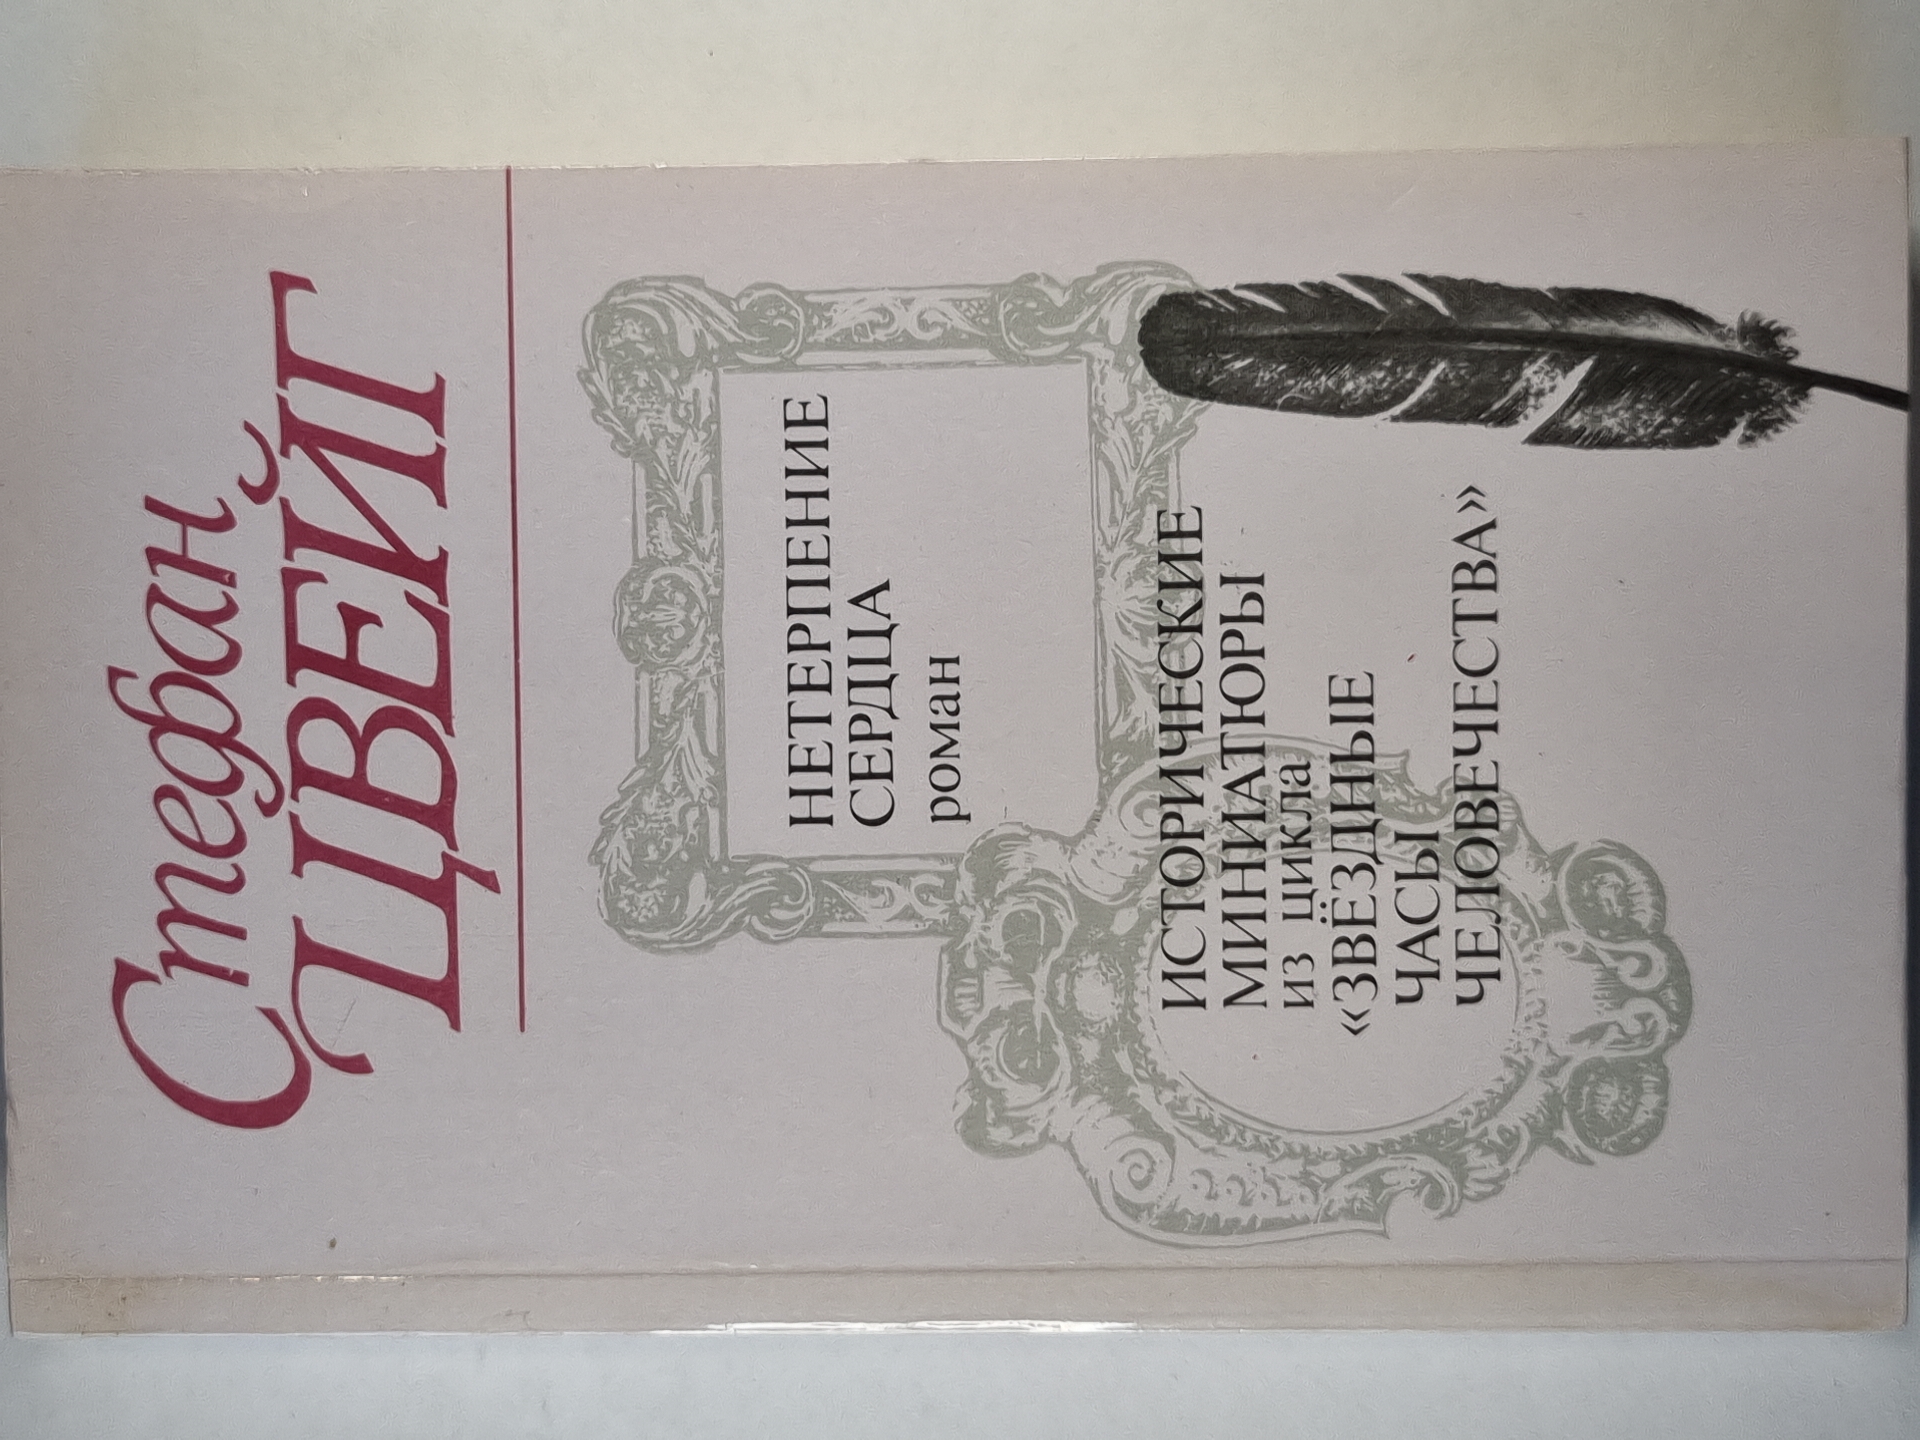 Стефан
ЦВЕЙГ
НЕТЕРПЕНИЕ
СЕРДЦА
роман
ИСТОРИЧЕСКИЕ
МИНИАТЮРЫ
из цикла
«ЗВЁЗДНЫЕ
ЧАСЫ
ЧЕЛОВЕЧЕСТВА»